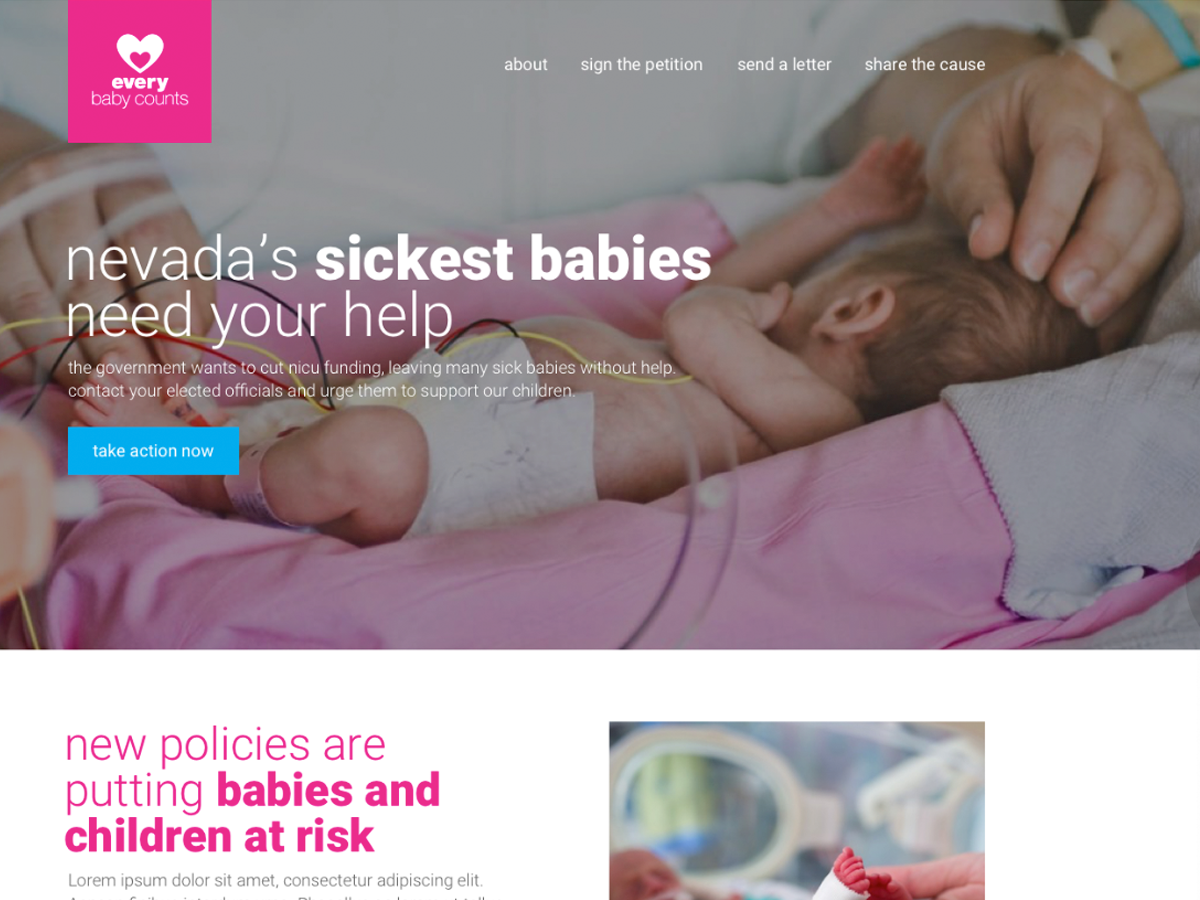 every
baby counts
about
sign the petition
send a letter
share the cause
nevada's sickest babies
need your help
the government wants to cut nicu funding, leaving many sick babies without help.
contact your elected officials and urge them to support our children.
take action now
new policies are
putting babies and
children at risk
Lorem ipsum dolor sit amet, consectetur adipiscing elit.